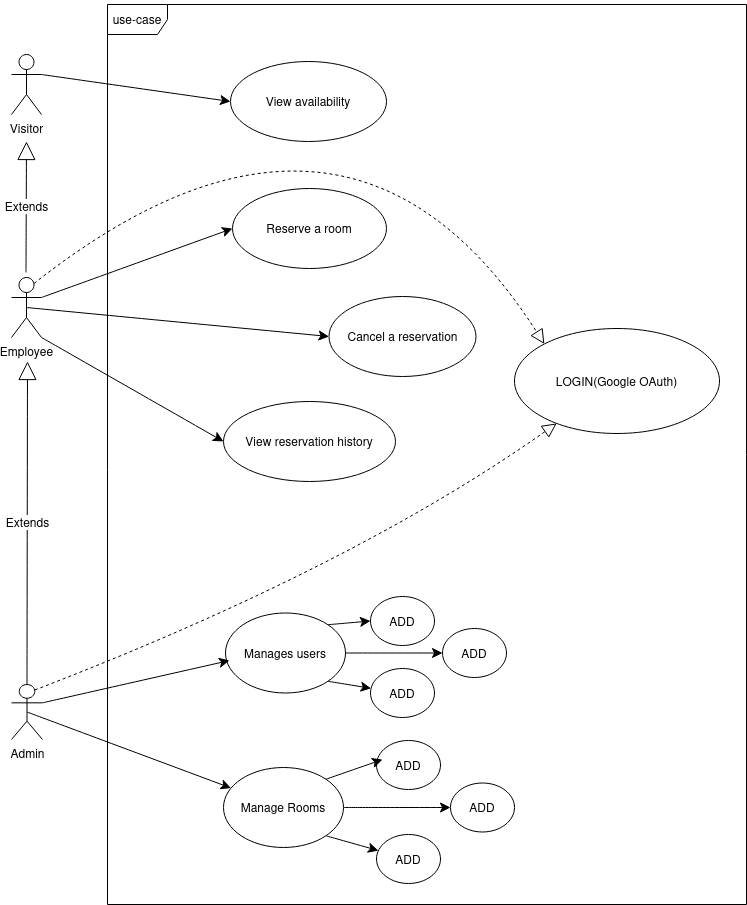 use-case
Visitor
View availability
Extends
Reserve a room
Employee
Cancel a reservation
LOGIN(Google OAuth)
View reservation history
Extends
Manages users
ADD
ADD
ADD
Admin
Manage Rooms
ADD
ADD
ADD